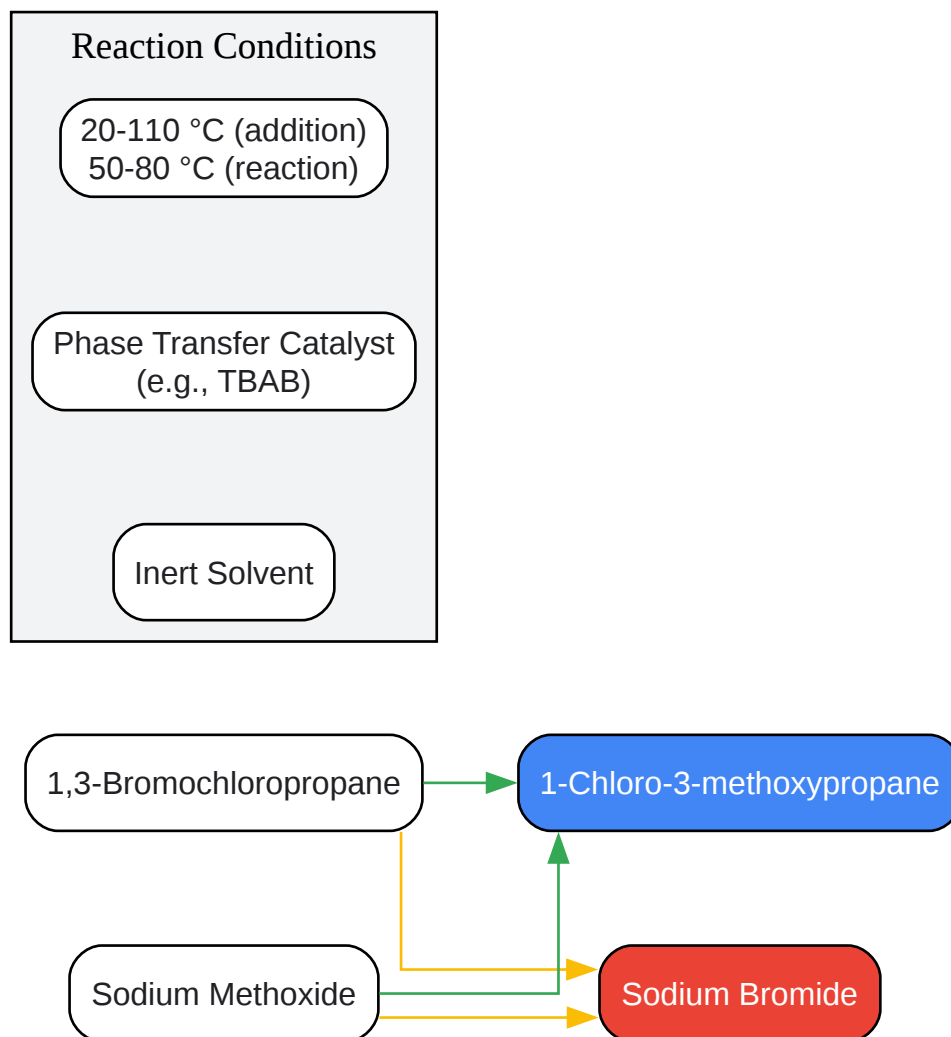 Reaction Conditions
20-110 °C (addition)
50-80 °C (reaction)
Phase Transfer Catalyst
(e.g., TBAB)
Inert Solvent
1,3-Bromochloropropane
1-Chloro-3-methoxypropane
Sodium Methoxide
Sodium Bromide